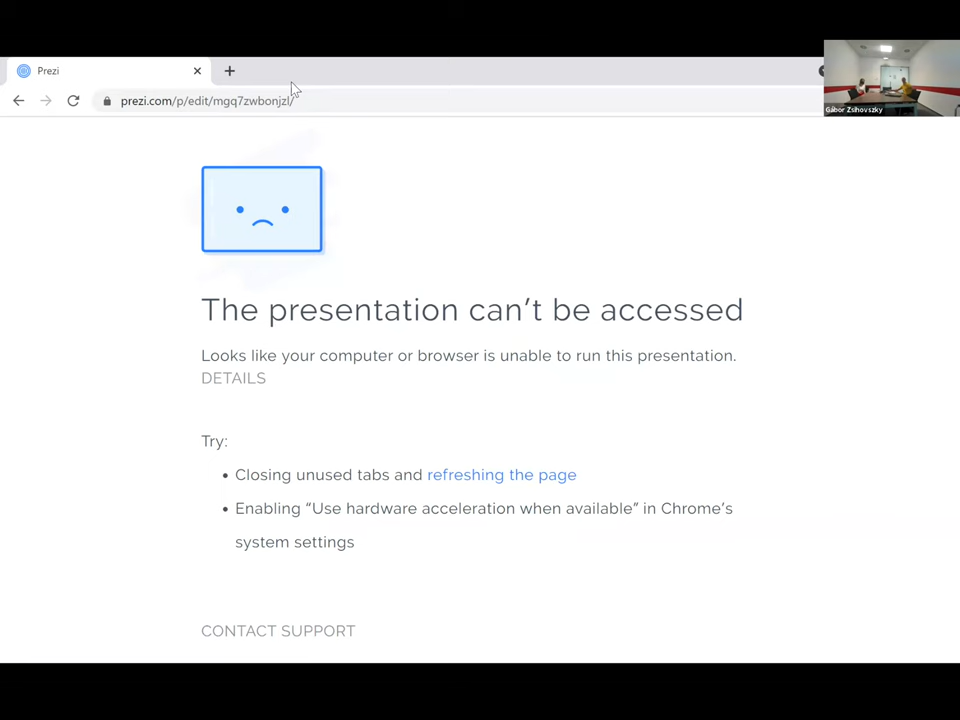 Prezi
prezi.com/p/edit/mgq7zwbonjzl/
Gábor Zsihovszky
The presentation can't be accessed
Looks like your computer or browser is unable to run this presentation.
DETAILS
Try:
• Closing unused tabs and refreshing the page
• Enabling “Use hardware acceleration when available” in Chrome's
system settings
CONTACT SUPPORT